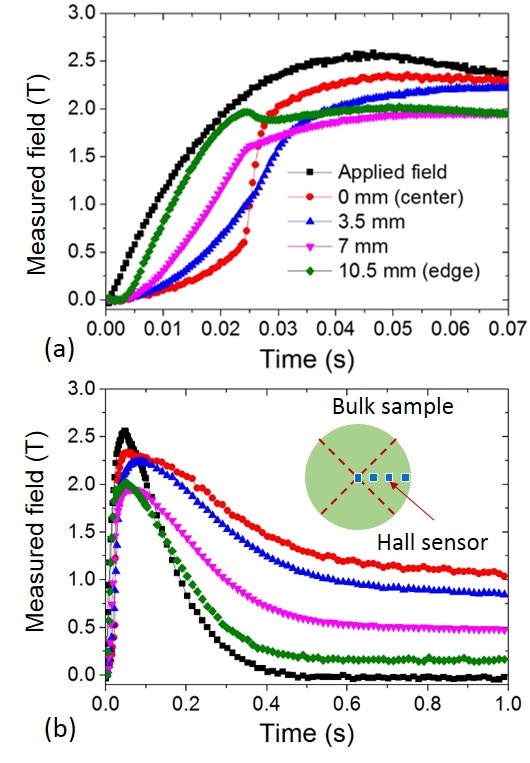 3.0
2.5
2.0
1.5
1.0
0.5
0.0
Measured field (T)
Applied field
0 mm (center)
3.5 mm
7 mm
10.5 mm (edge)
0.00 0.01 0.02 0.03 0.04 0.05 0.06 0.07
(a)
Time (s)
3.0
2.5
2.0
1.5
1.0
0.5
0.0
Measured field (T)
Bulk sample
Hall sensor
0.0 0.2 0.4 0.6 0.8 1.0
(b)
Time (s)